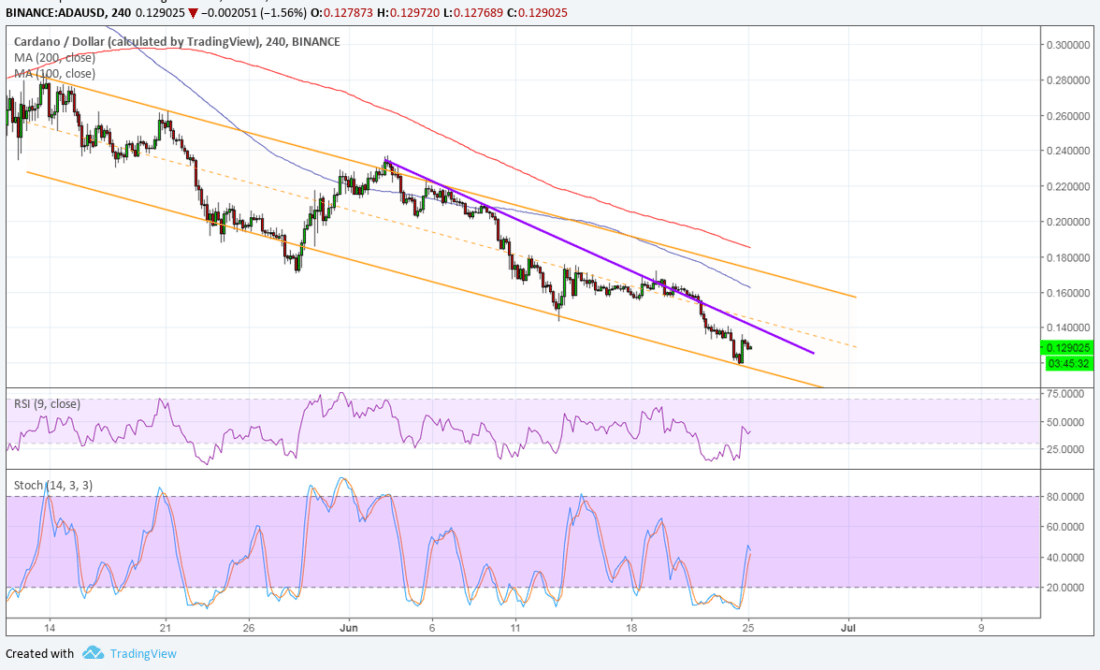 BINANCE:ADAUSD, 240 0.129025 ▼ −0.002051 (−1.56%) O:0.127873 H:0.129720 L:0.127689 C:0.129025
Cardano / Dollar (calculated by TradingView), 240, BINANCE
MA (200, close)
MA (100, close)
0.300000
0.280000
0.260000
0.240000
0.220000
0.200000
0.180000
0.160000
0.140000
0.129025
03:45:32
RSI (9, close)
75.0000
50.0000
25.0000
Stoch (14, 3, 3)
80.0000
60.0000
40.0000
20.0000
14 21 26 Jun 6 11 18 25 Jul 9
Created with TradingView